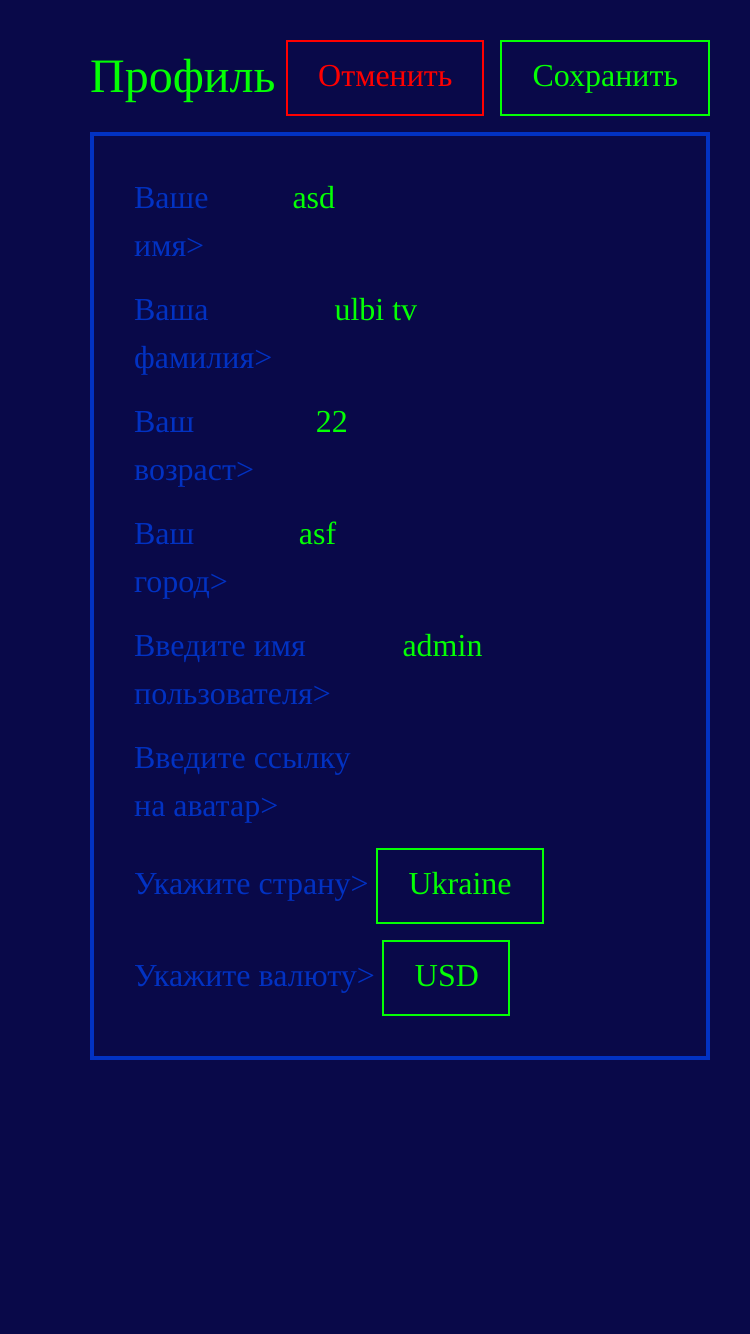 Профиль Отменить Сохранить
Ваше asd
имя>
Ваша ulbi tv
фамилия>
Ваш 22
возраст>
Ваш asf
город>
Введите имя admin
пользователя>
Введите ссылку
на аватар>
Укажите страну> Ukraine
Укажите валюту> USD